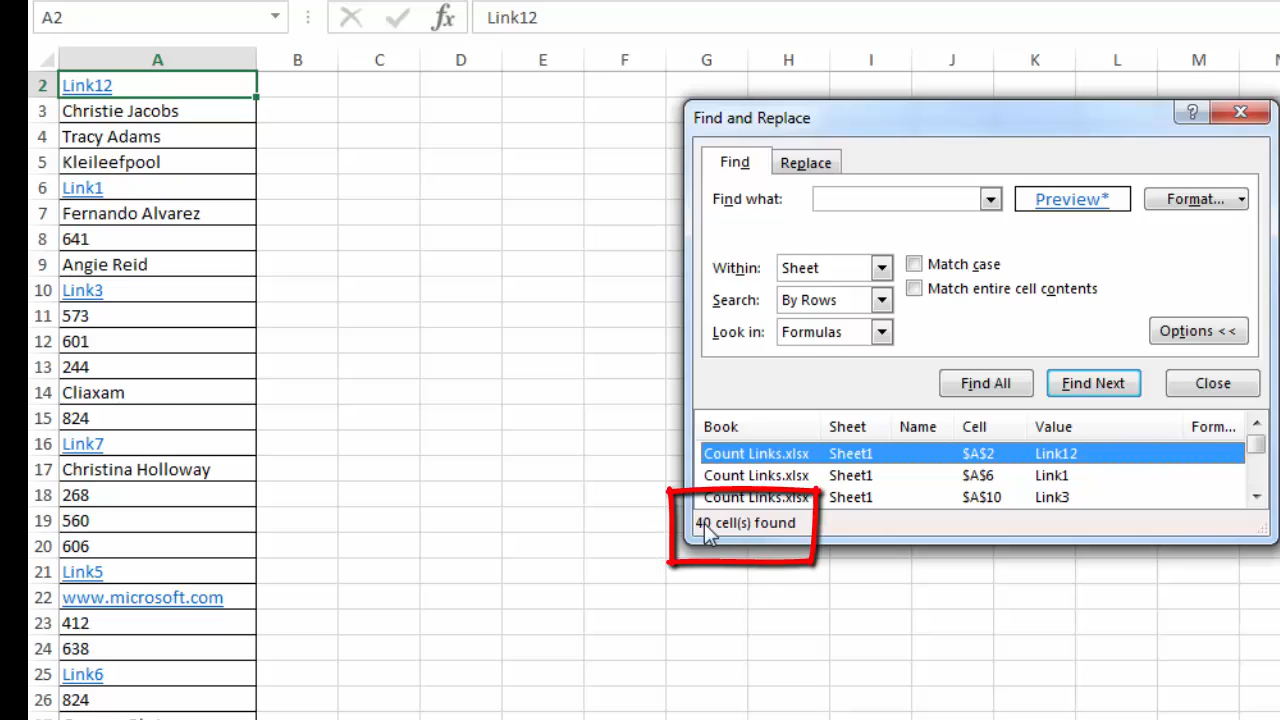 A2 fx Link12
A B C D E F G H I J K L M
2 Link12
3 Christie Jacobs
4 Tracy Adams
5 Kleileefpool
6 Link1
7 Fernando Alvarez
8 641
9 Angie Reid
10 Link3
11 573
12 601
13 244
14 Cliaxam
15 824
16 Link7
17 Christina Holloway
18 268
19 560
20 606
21 Link5
22 www.microsoft.com
23 412
24 638
25 Link6
26 824
Find and Replace ?
Find Replace
Find what: Preview* Format...
Within: Sheet Match case
Search: By Rows Match entire cell contents
Look in: Formulas Options <<
Find All Find Next Close
Book Sheet Name Cell Value Form...
Count Links.xlsx Sheet1 $A$2 Link12
Count Links.xlsx Sheet1 $A$6 Link1
Count Links.xlsx Sheet1 $A$10 Link3
40 cell(s) found